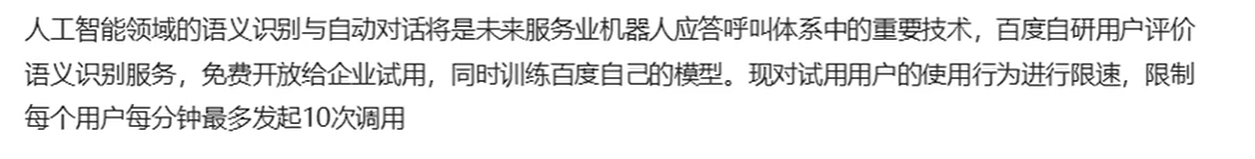 人工智能领域的语义识别与自动对话将是未来服务业机器人应答呼叫体系中的重要技术，百度自研用户评价
语义识别服务，免费开放给企业试用，同时训练百度自己的模型。现对试用用户的使用行为进行限速，限制
每个用户每分钟最多发起10次调用